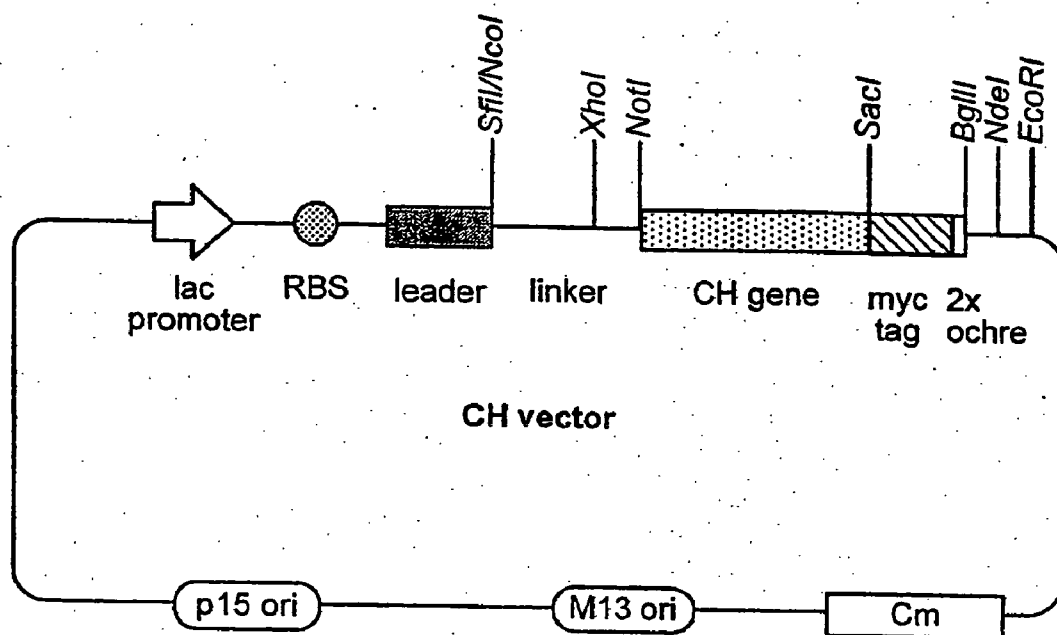 SfiI/NcoI
XhoI
NotI
SacI
BglII
NdeI
EcoRI
lac
promoter
RBS
leader
linker
CH gene
myc
tag
2x
ochre
CH vector
p15 ori
M13 ori
Cm